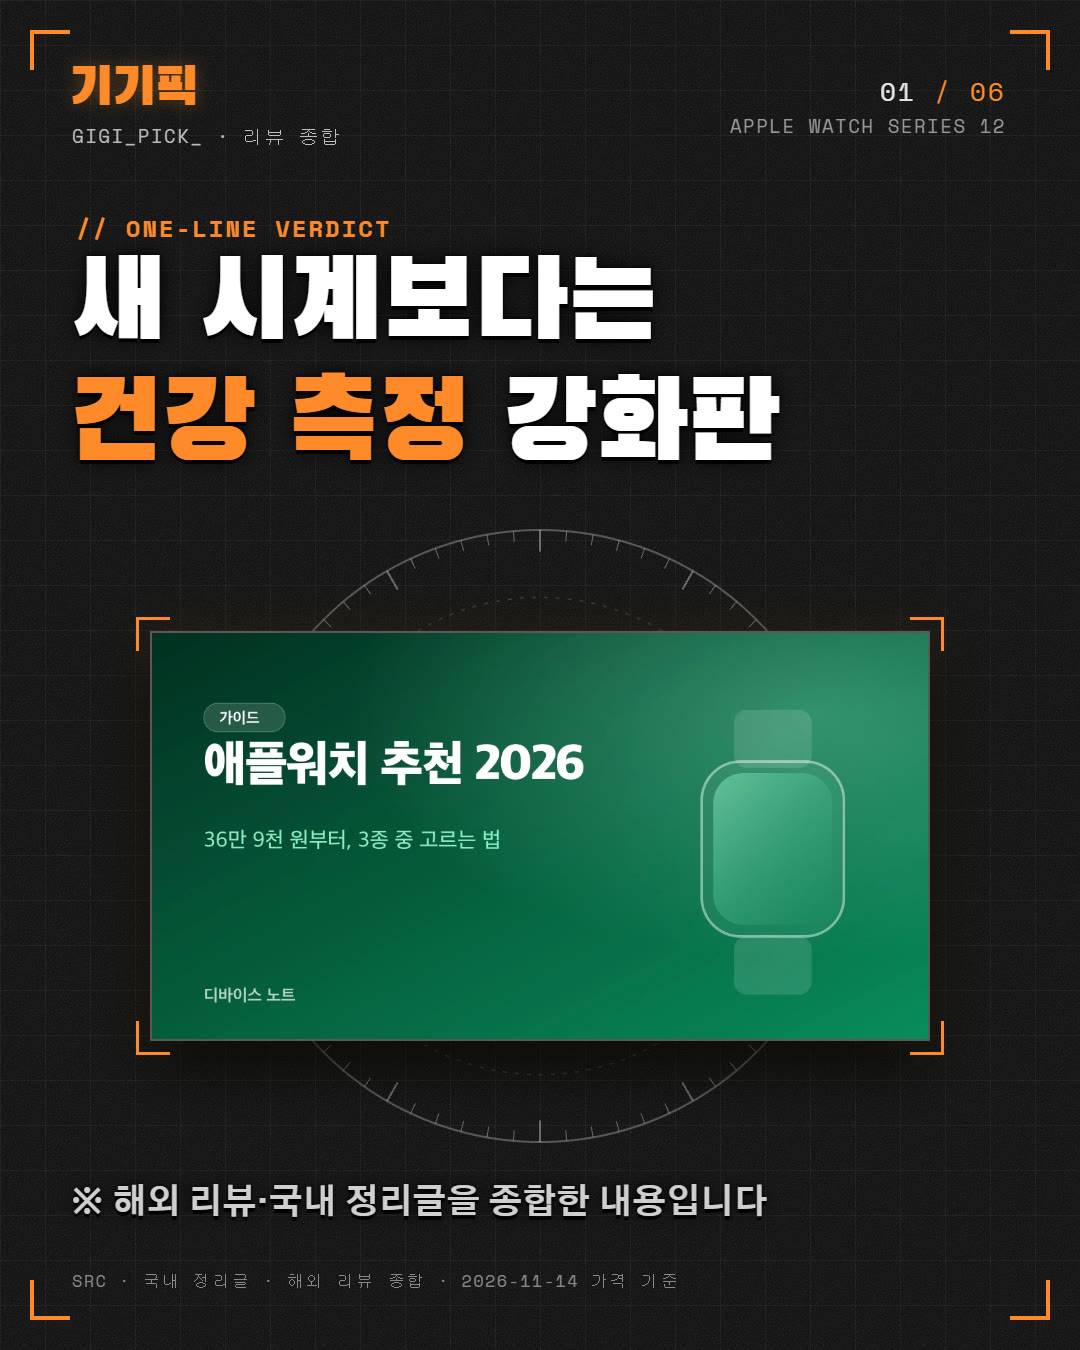 기기픽
GIGI_PICK_ · 리뷰 종합
01 / 06
APPLE WATCH SERIES 12
// ONE-LINE VERDICT
새 시계보다는
건강 측정 강화판
가이드
애플워치 추천 2026
36만 9천 원부터, 3종 중 고르는 법
디바이스 노트
※ 해외 리뷰·국내 정리글을 종합한 내용입니다
SRC · 국내 정리글 · 해외 리뷰 종합 · 2026-11-14 가격 기준